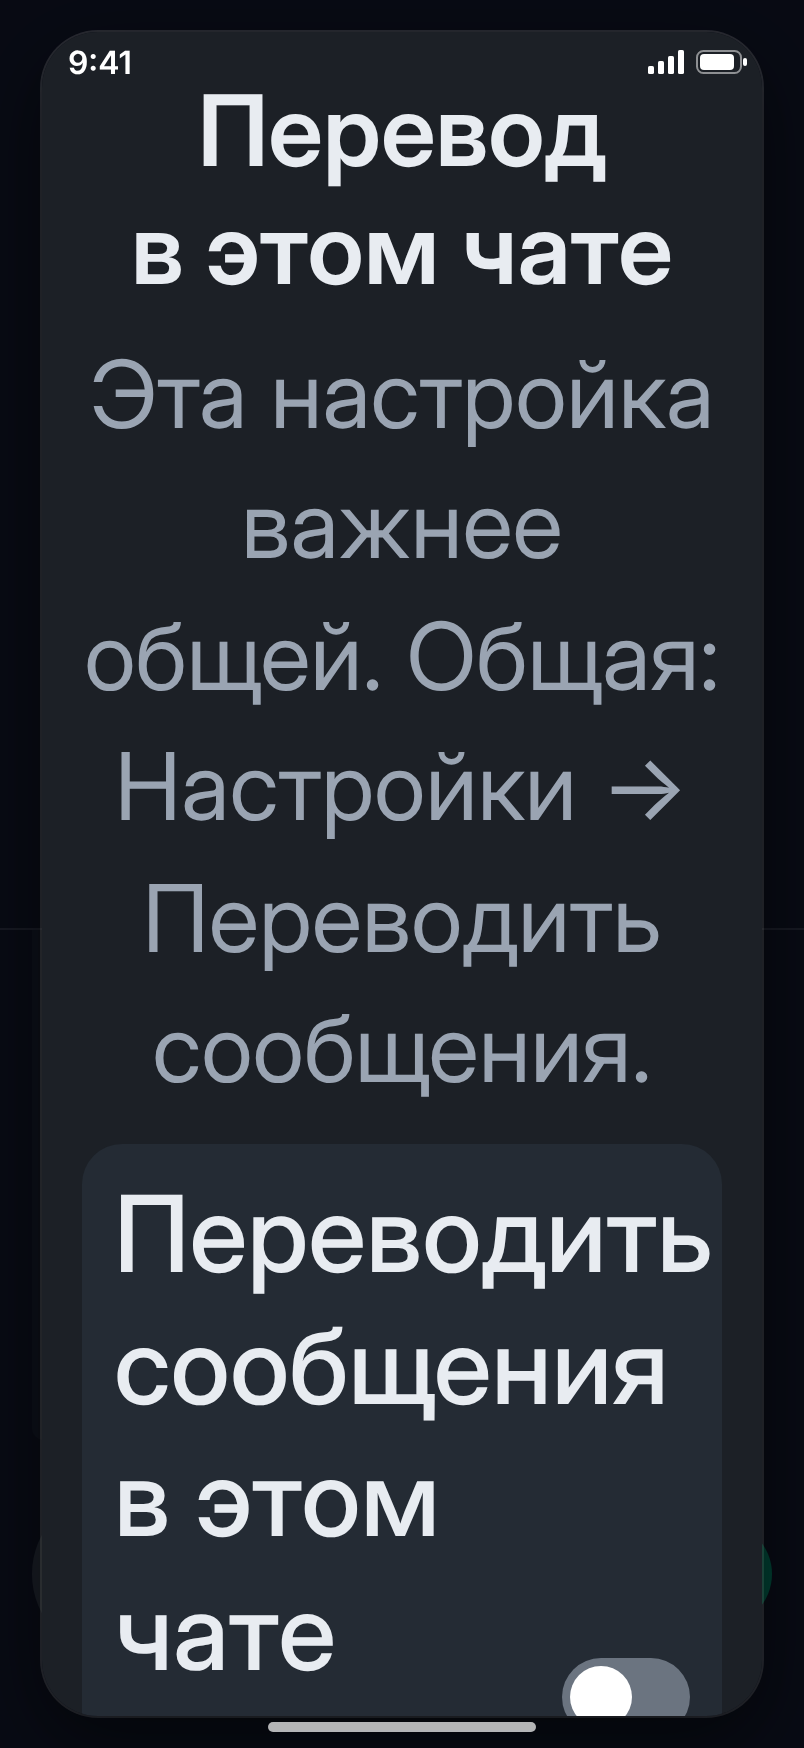 9:41
Перевод
в этом чате
Эта настройка
важнее
общей. Общая:
Настройки →
Переводить
сообщения.
Переводить
сообщения
в этом
чате